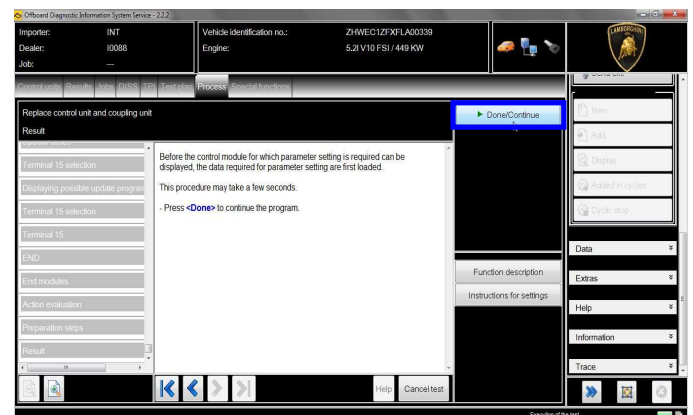 Offboard Diagnostic Information System Service - 2.2.2
Importer: INT
Dealer: I0088
Job: ---
Vehicle identification no.: ZHWEC1ZFXFLA00339
Engine: 5.2l V10 FSI / 449 KW
LAMBORGHINI
Control units Results Jobs DISS TPI Test plan Process Special functions
Replace control unit and coupling unit
Result
Terminal 15 selection
Displaying possible update program
Terminal 15 selection
Terminal 15
END
End modules
Action evaluation
Preparation steps
Result
Before the control module for which parameter setting is required can be
displayed, the data required for parameter setting are first loaded.
This procedure may take a few seconds.
- Press <Done> to continue the program.
Help
Cancel test
Done/Continue
Function description
Instructions for settings
New
Add
Display
Added in cycles
Cyclic stop
Data
Extras
Help
Information
Trace
Execution of the test